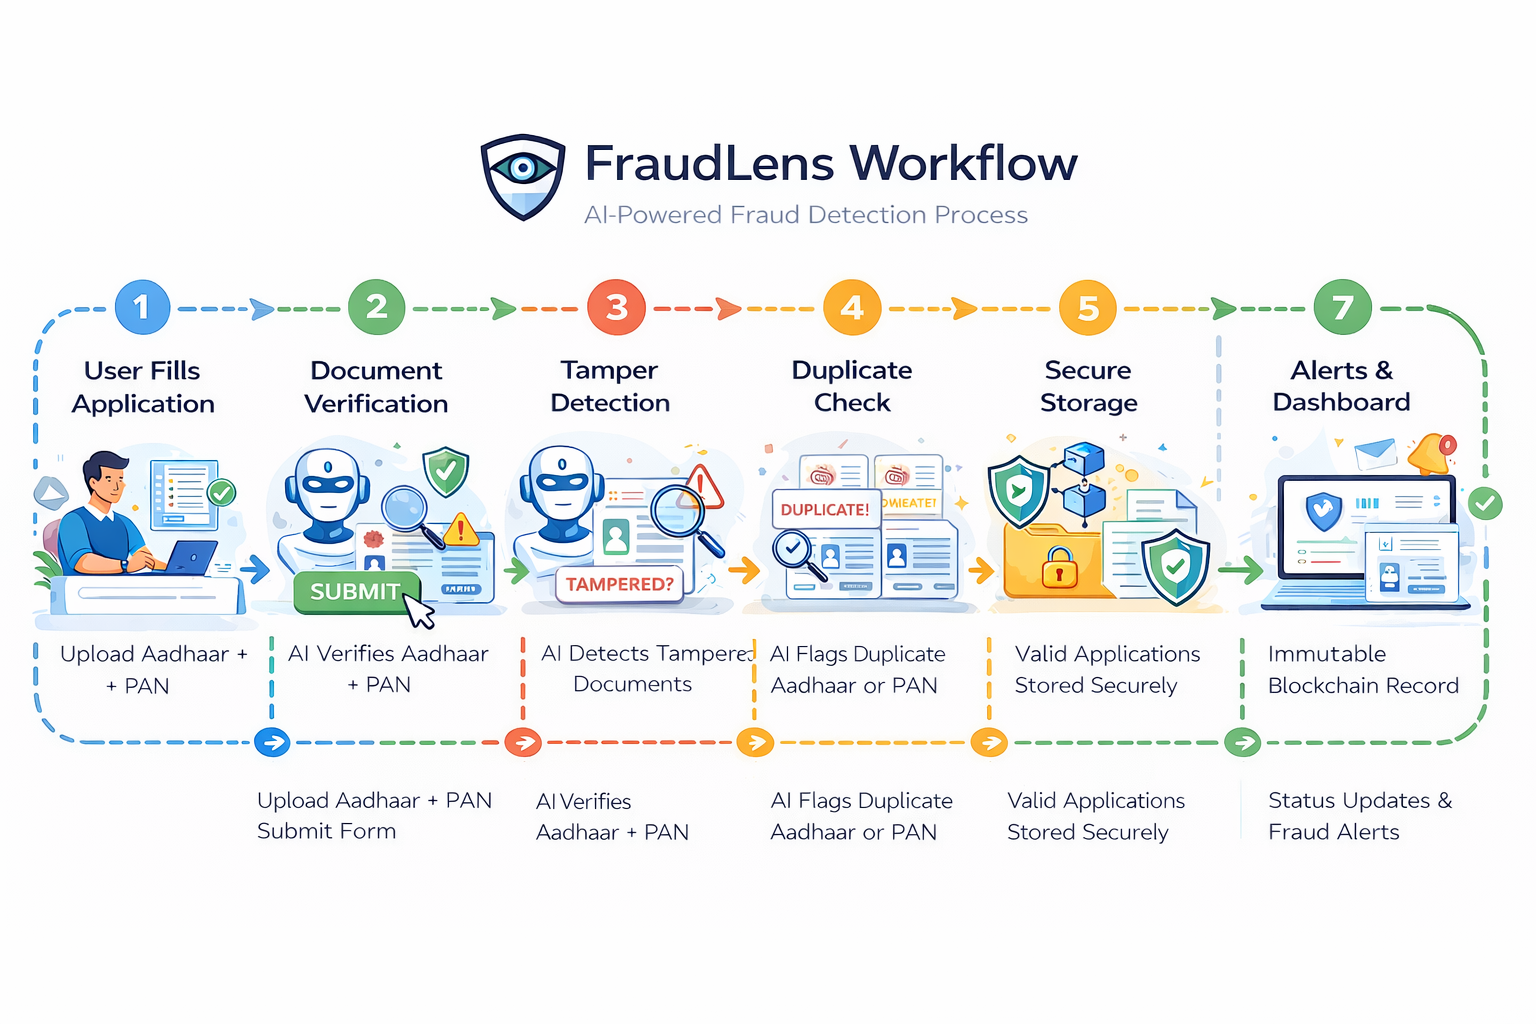 FraudLens Workflow
AI-Powered Fraud Detection Process
1
2
3
4
5
7
User Fills
Application
Document
Verification
Tamper
Detection
Duplicate
Check
Secure
Storage
Alerts &
Dashboard
SUBMIT
TAMPERED?
DUPLICATE!
0
Upload Aadhaar +
+ PAN
AI Verifies Aadhaar
+ PAN
AI Detects Tampered
Documents
AI Flags Duplicate
Aadhaar or PAN
Valid Applications
Stored Securely
Immutable
Blockchain Record
Upload Aadhaar + PAN
Submit Form
AI Verifies
Aadhaar + PAN
AI Flags Duplicate
Aadhaar or PAN
Valid Applications
Stored Securely
Status Updates &
Fraud Alerts